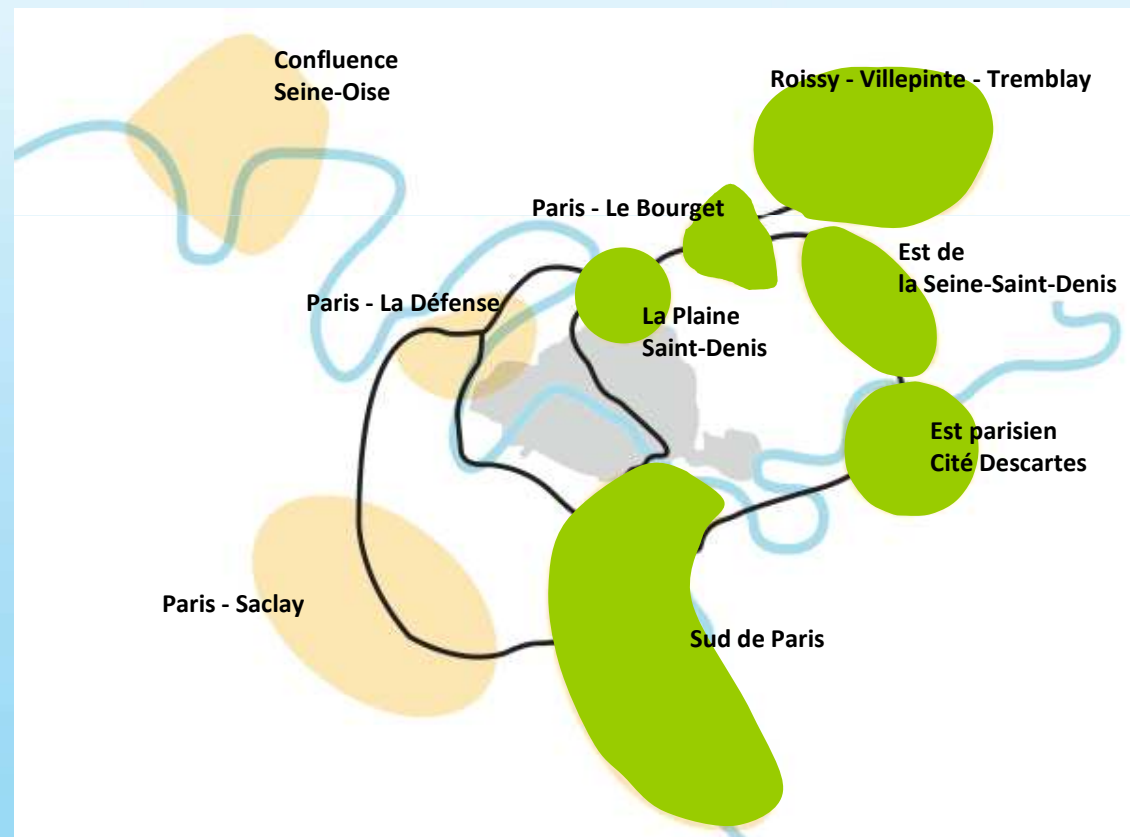 Confluence
Seine-Oise
Roissy - Villepinte - Tremblay
Paris - Le Bourget
Est de
la Seine-Saint-Denis
Paris - La Défense
La Plaine
Saint-Denis
Est parisien
Cité Descartes
Paris - Saclay
Sud de Paris